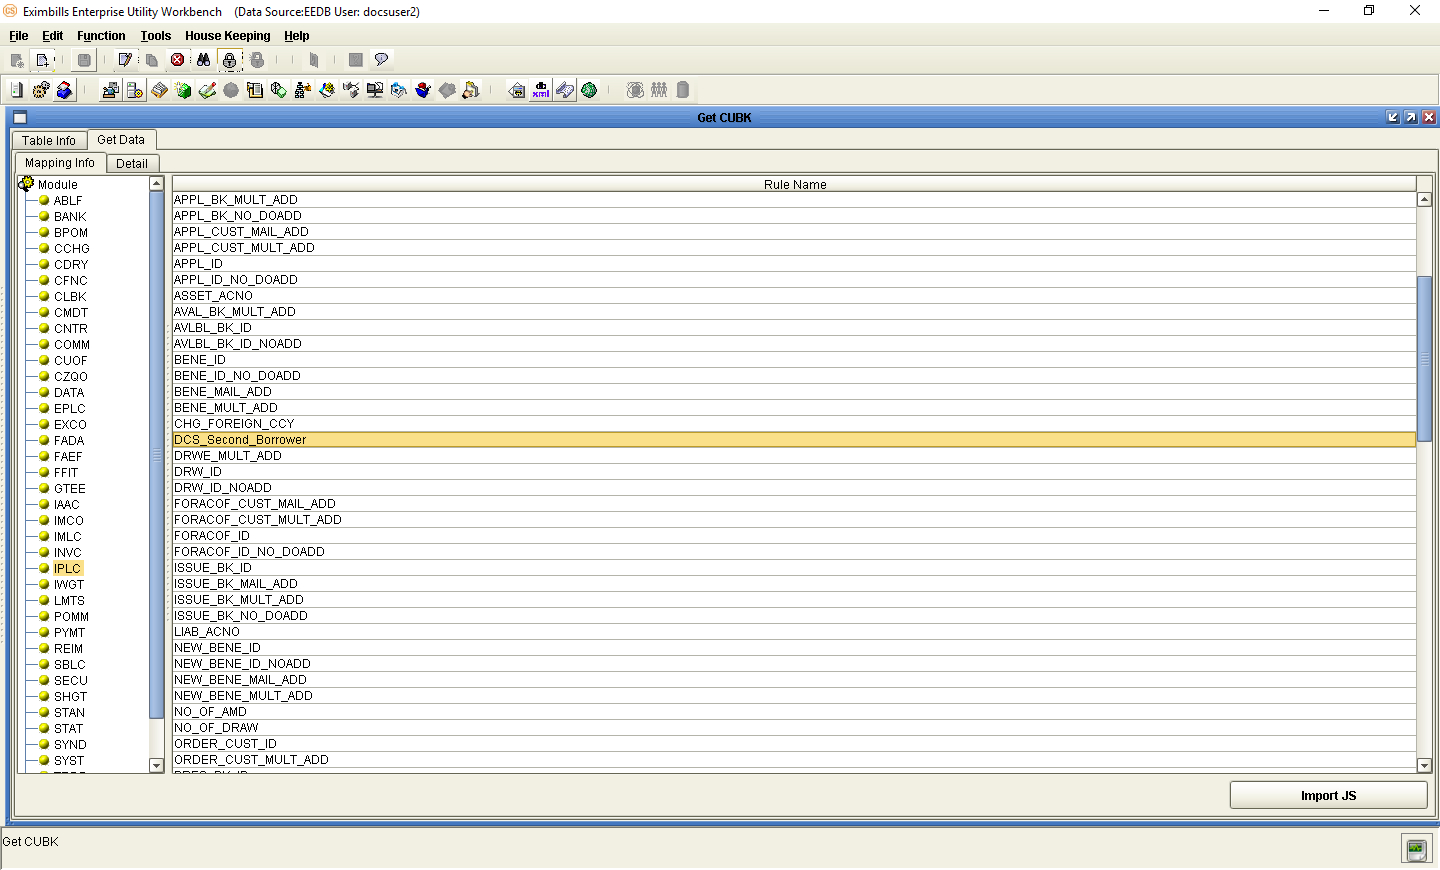 Eximbills Enterprise Utility Workbench (Data Source:EEDB User: docsuser2)
File Edit Function Tools House Keeping Help
Get CUBK
Table Info Get Data
Mapping Info Detail
Module
ABLF
BANK
BPOM
CCHG
CDRY
CFNC
CLBK
CMDT
CNTR
COMM
CUOF
CZQO
DATA
EPLC
EXCO
FADA
FAEF
FFIT
GTEE
IAAC
IMCO
IMLC
INVC
IPLC
IWGT
LMTS
POMM
PYMT
REIM
SBLC
SECU
SHGT
STAN
STAT
SYND
SYST
Rule Name
APPL_BK_MULT_ADD
APPL_BK_NO_DOADD
APPL_CUST_MAIL_ADD
APPL_CUST_MULT_ADD
APPL_ID
APPL_ID_NO_DOADD
ASSET_ACNO
AVAL_BK_MULT_ADD
AVLBL_BK_ID
AVLBL_BK_ID_NOADD
BENE_ID
BENE_ID_NO_DOADD
BENE_MAIL_ADD
BENE_MULT_ADD
CHG_FOREIGN_CCY
DCS_Second_Borrower
DRWE_MULT_ADD
DRW_ID
DRW_ID_NOADD
FORACOF_CUST_MAIL_ADD
FORACOF_CUST_MULT_ADD
FORACOF_ID
FORACOF_ID_NO_DOADD
ISSUE_BK_ID
ISSUE_BK_MAIL_ADD
ISSUE_BK_MULT_ADD
ISSUE_BK_NO_DOADD
LIAB_ACNO
NEW_BENE_ID
NEW_BENE_ID_NOADD
NEW_BENE_MAIL_ADD
NEW_BENE_MULT_ADD
NO_OF_AMD
NO_OF_DRAW
ORDER_CUST_ID
ORDER_CUST_MULT_ADD
Import JS
Get CUBK